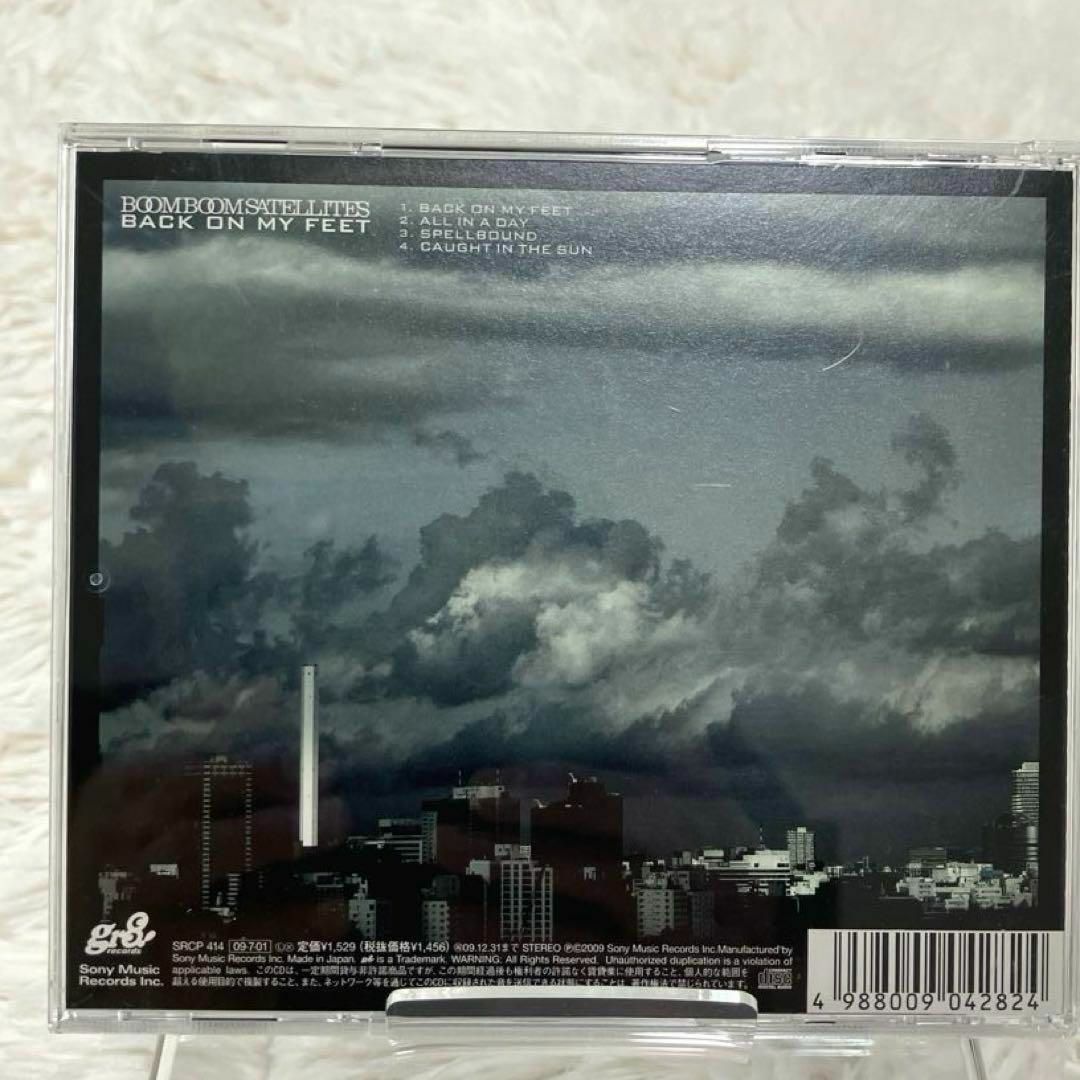 BOOM BOOM SATELLITES
BACK ON MY FEET
1. BACK ON MY FEET
2. ALL IN A DAY
3. SPELLBOUND
4. CAUGHT IN THE SUN
gr8!
records
Sony Music
Records Inc.
SRCP 414 09・7・01 定価¥1,529 (税抜価格¥1,456) 09.12.31まで STEREO ℗©2009 Sony Music Records Inc. Manufactured by
Sony Music Records Inc. Made in Japan. is a Trademark. WARNING: All Rights Reserved. Unauthorized duplication is a violation of
applicable laws. このCDは、一定期間貸与非許諾商品ですが、この期間経過後も権利者の許諾なく賃貸業に使用すること、個人的な範囲を
超える使用目的で複製すること、また、ネットワーク等を通じてこのCDに収録された音を送信できる状態にすることは、著作権法で禁じられています。
COMPACT
disc
DIGITAL AUDIO
4 988009 042824